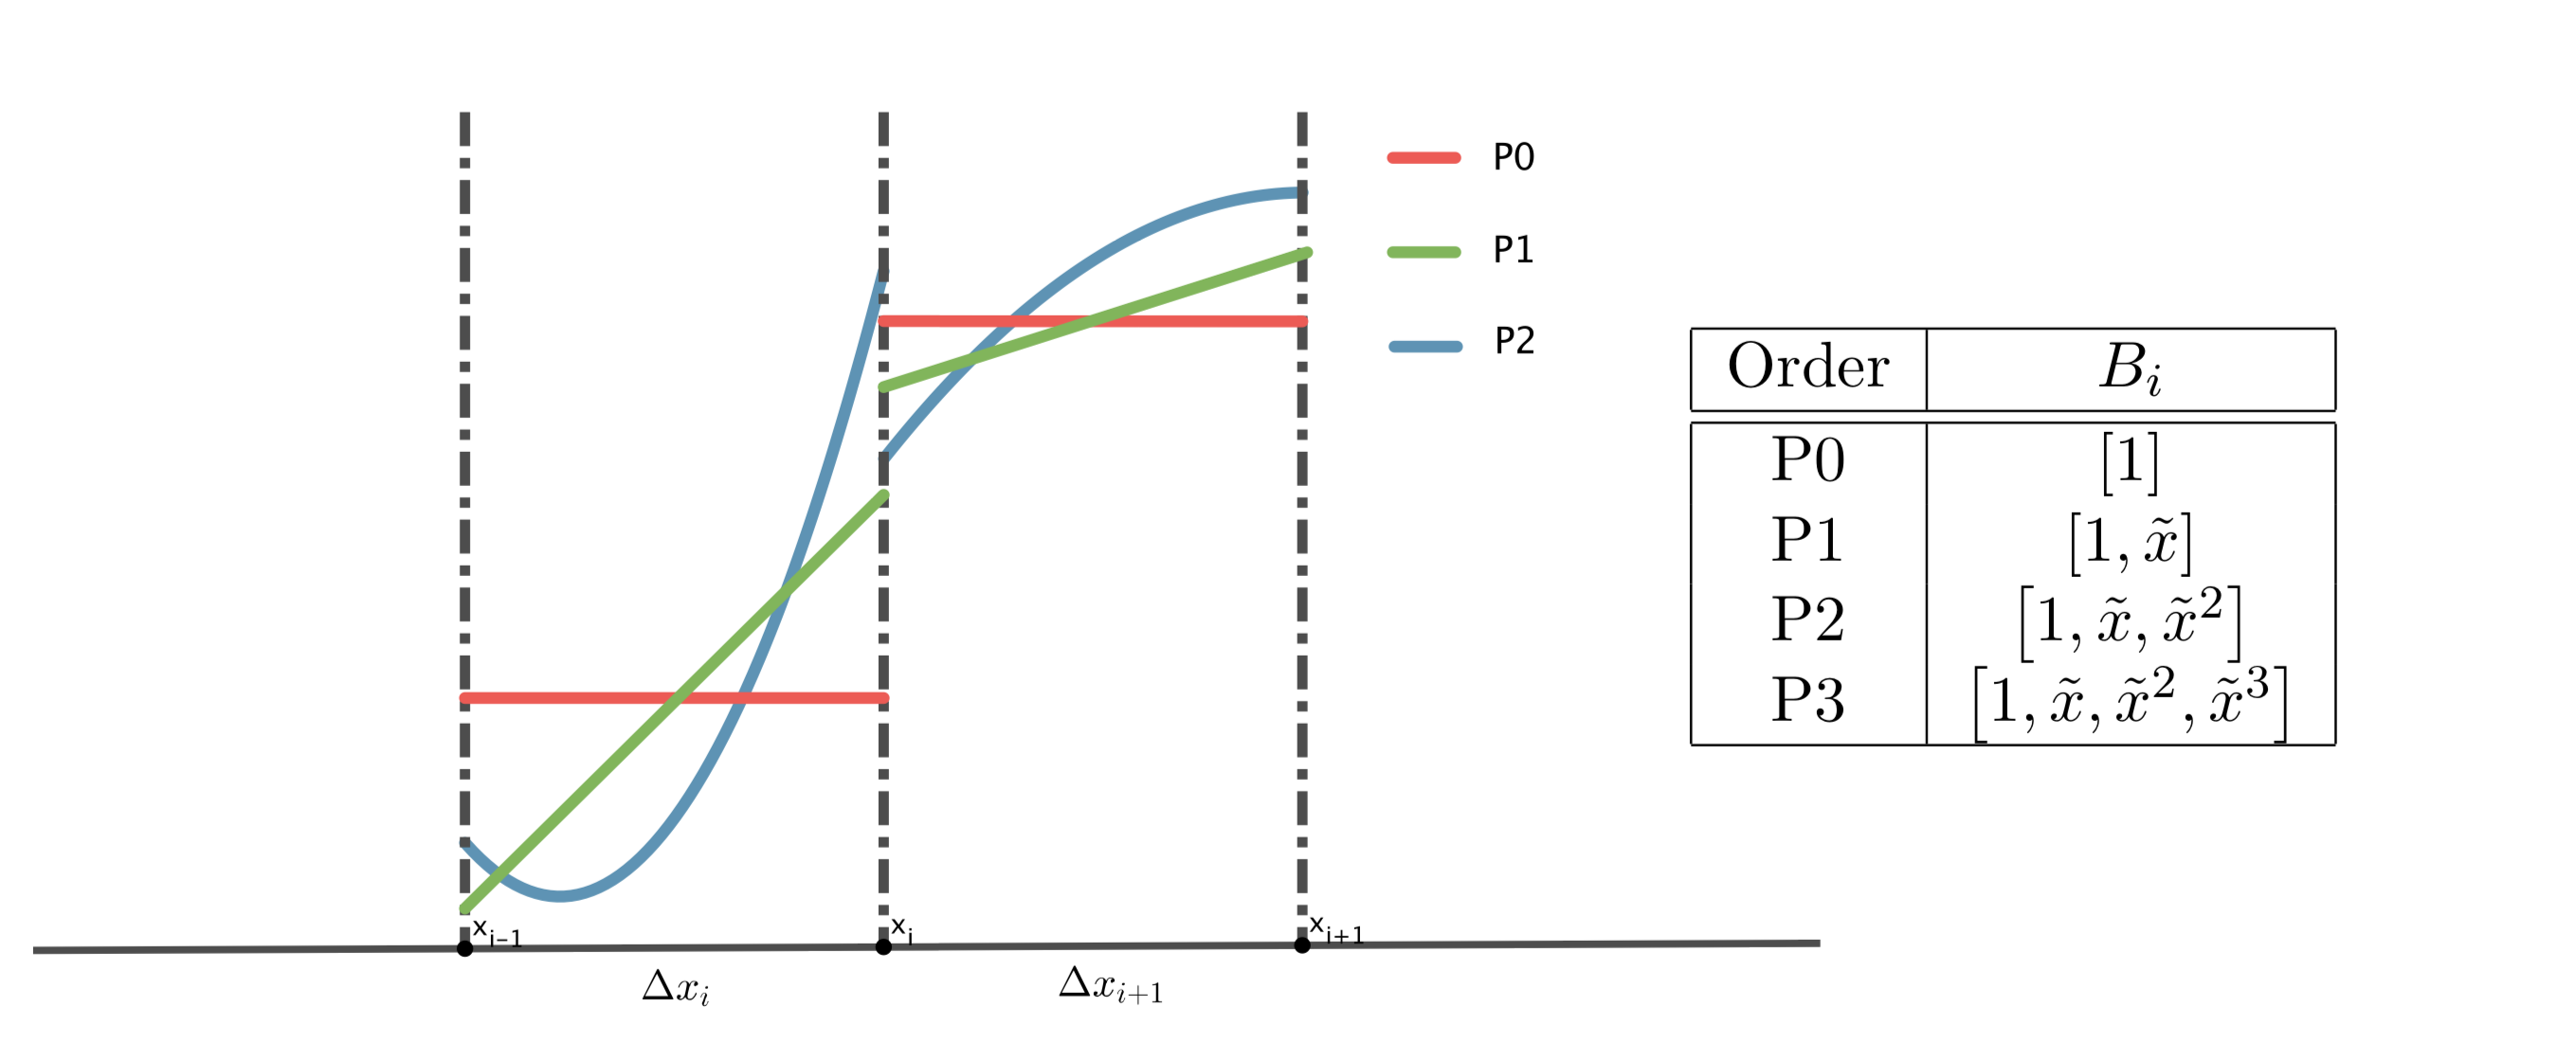 P0
P1
P2
x_{i-1}
x_i
x_{i+1}
Δx_i
Δx_{i+1}
Order B_i
P0 [1]
P1 [1, x̃]
P2 [1, x̃, x̃²]
P3 [1, x̃, x̃², x̃³]